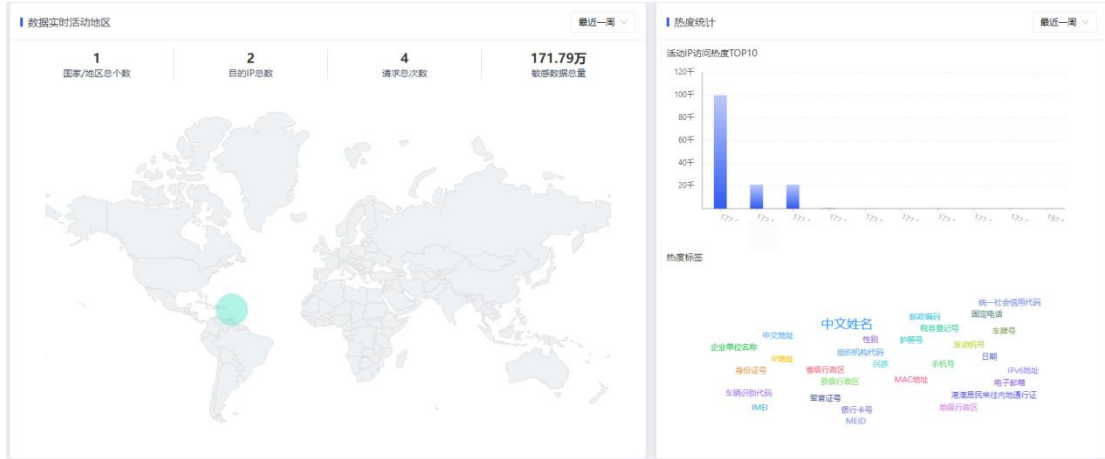 数据实时活动地区
最近一周
1
国家/地区总个数
2
目的IP总数
4
请求总次数
171.79万
敏感数据总量
热度统计
最近一周
活动IP访问热度TOP10
120千
100千
80千
60千
40千
20千
热度标签
统一社会信用代码
固定电话
邮政编码
中文姓名
税务登记号
车牌号
中文地址
性别
护照号
发动机号
企业单位名称
组织机构代码
日期
IP地址
民族
手机号
身份证号
省级行政区
IPv6地址
县级行政区
MAC地址
电子邮箱
车辆识别代码
军官证号
港澳居民来往内地通行证
IMEI
银行卡号
地级行政区
MEID